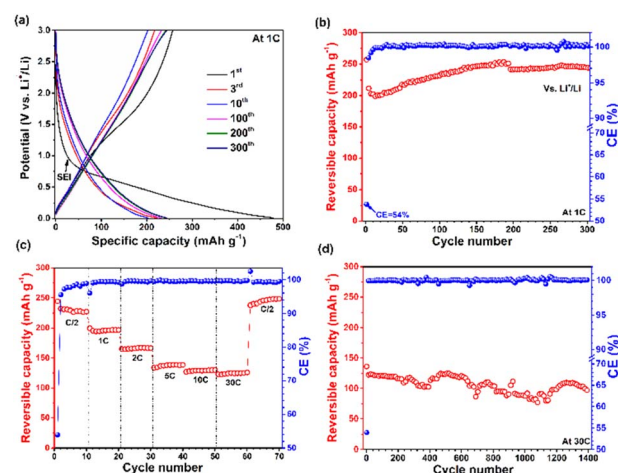 (a)
At 1C
1st
3rd
10th
100th
200th
300th
SEI
Potential (V vs. Li+/Li)
3.0
2.5
2.0
1.5
1.0
0.5
0.0
0 100 200 300 400 500
Specific capacity (mAh g-1)
(b)
Reversible capacity (mAh g-1)
300
250
200
150
100
50
0
Vs. Li+/Li
CE=54%
At 1C
100
95
90
70
65
60
55
50
CE (%)
0 50 100 150 200 250 300
Cycle number
(c)
Reversible capacity (mAh g-1)
300
250
200
150
100
50
0
C/2
1C
2C
5C
10C
30C
C/2
100
90
80
70
60
50
CE (%)
0 10 20 30 40 50 60 70
Cycle number
(d)
Reversible capacity (mAh g-1)
300
250
200
150
100
50
0
At 30C
100
95
90
65
60
55
50
CE (%)
0 200 400 600 800 1000 1200 1400
Cycle number